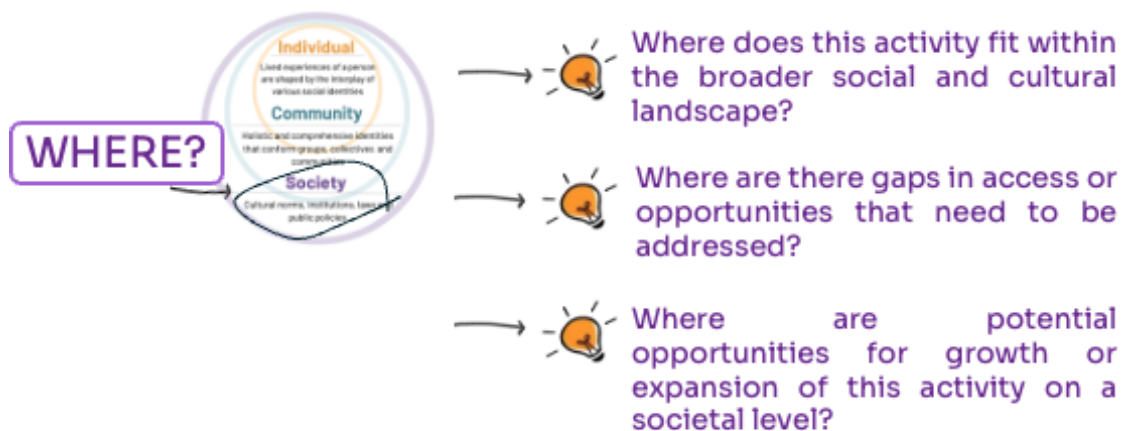 Individual
Lived experiences of a person
are shaped by the interplay of
various social identities
Community
Holistic and comprehensive identities
that conform groups, collectives and
communities
WHERE?
Society
Cultural norms, institutions, laws
public policies
Where does this activity fit within
the broader social and cultural
landscape?
Where are there gaps in access or
opportunities that need to be
addressed?
Where are potential
opportunities for growth or
expansion of this activity on a
societal level?